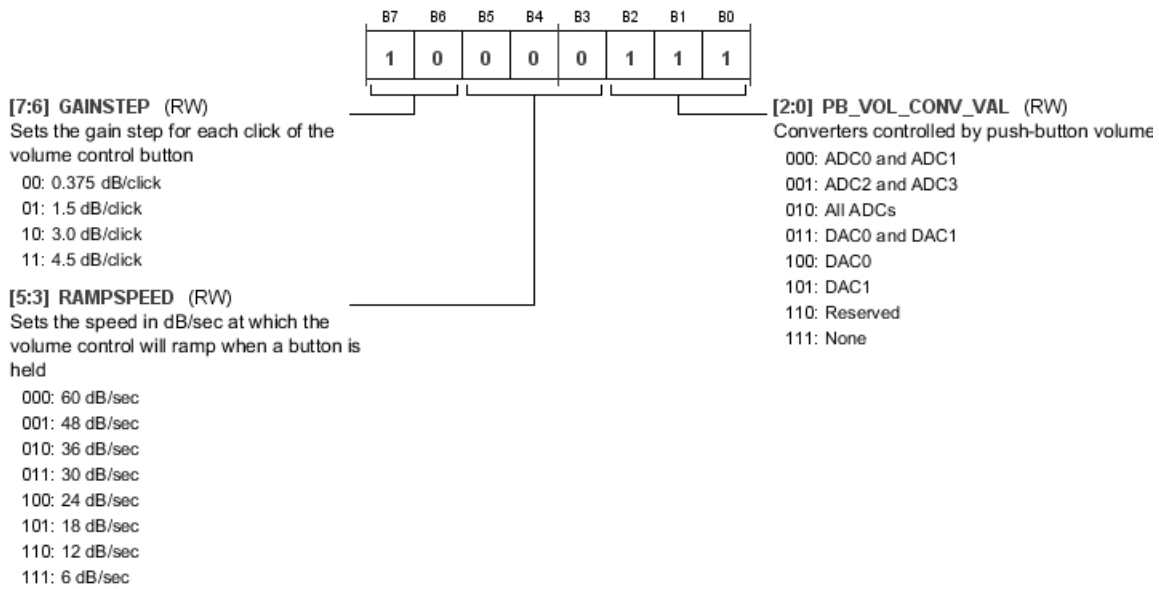 B7 B6 B5 B4 B3 B2 B1 B0
1 0 0 0 0 1 1 1
[7:6] GAINSTEP (RW)
Sets the gain step for each click of the
volume control button
00: 0.375 dB/click
01: 1.5 dB/click
10: 3.0 dB/click
11: 4.5 dB/click
[5:3] RAMPSPEED (RW)
Sets the speed in dB/sec at which the
volume control will ramp when a button is
held
000: 60 dB/sec
001: 48 dB/sec
010: 36 dB/sec
011: 30 dB/sec
100: 24 dB/sec
101: 18 dB/sec
110: 12 dB/sec
111: 6 dB/sec
[2:0] PB_VOL_CONV_VAL (RW)
Converters controlled by push-button volume
000: ADC0 and ADC1
001: ADC2 and ADC3
010: All ADCs
011: DAC0 and DAC1
100: DAC0
101: DAC1
110: Reserved
111: None